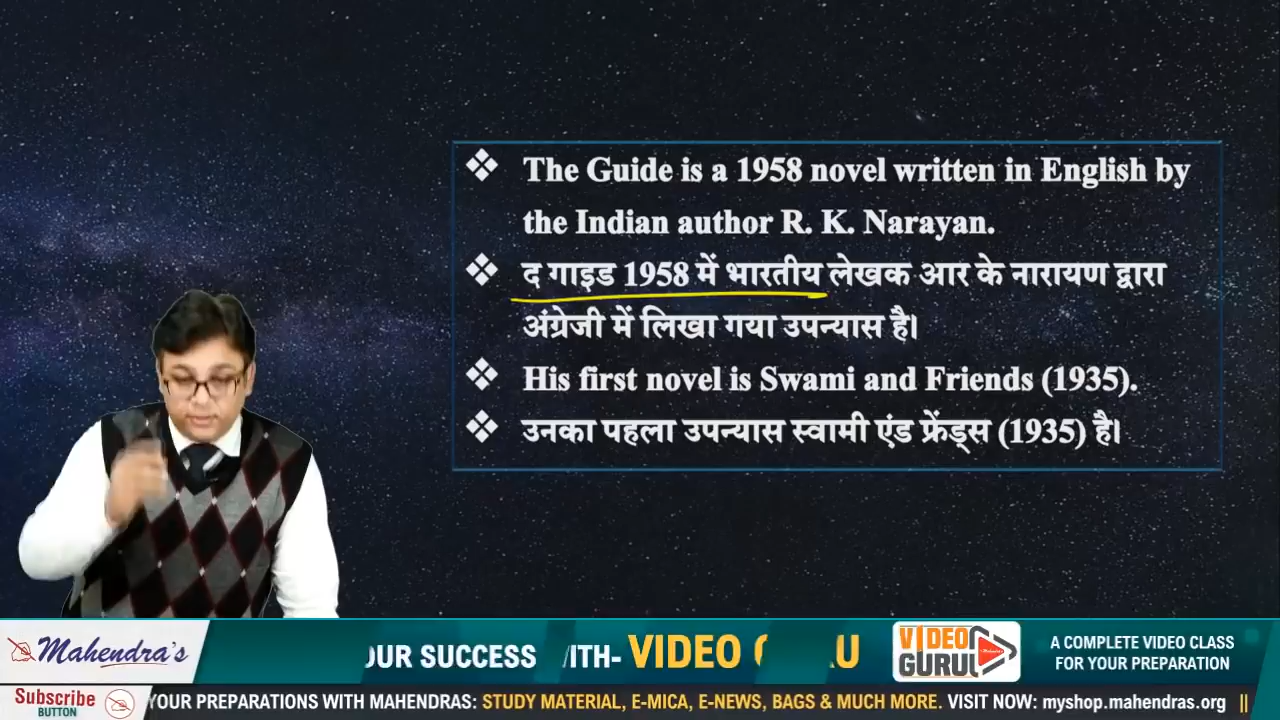 ❖ The Guide is a 1958 novel written in English by
the Indian author R. K. Narayan.
❖ द गाइड 1958 में भारतीय लेखक आर के नारायण द्वारा
अंग्रेजी में लिखा गया उपन्यास है।
❖ His first novel is Swami and Friends (1935).
❖ उनका पहला उपन्यास स्वामी एंड फ्रेंड्स (1935) है।
Mahendra's
OUR SUCCESS WITH- VIDEO
VIDEO
GURU
A COMPLETE VIDEO CLASS
FOR YOUR PREPARATION
Subscribe
BUTTON
YOUR PREPARATIONS WITH MAHENDRAS: STUDY MATERIAL, E-MICA, E-NEWS, BAGS & MUCH MORE. VISIT NOW: myshop.mahendras.org ||